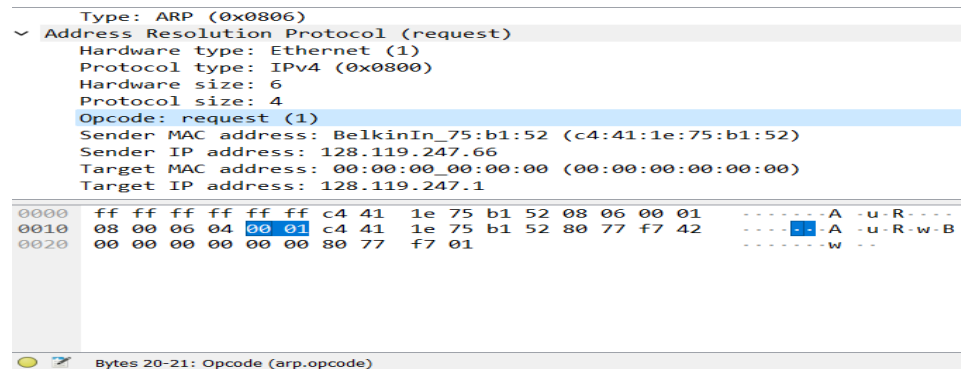 Type: ARP (0x0806)
Address Resolution Protocol (request)
Hardware type: Ethernet (1)
Protocol type: IPv4 (0x0800)
Hardware size: 6
Protocol size: 4
Opcode: request (1)
Sender MAC address: BelkinIn_75:b1:52 (c4:41:1e:75:b1:52)
Sender IP address: 128.119.247.66
Target MAC address: 00:00:00_00:00:00 (00:00:00:00:00:00)
Target IP address: 128.119.247.1
0000 ff ff ff ff ff ff c4 41 1e 75 b1 52 08 06 00 01 ·······A ·u·R····
0010 08 00 06 04 00 01 c4 41 1e 75 b1 52 80 77 f7 42 ·······A ·u·R·w·B
0020 00 00 00 00 00 00 80 77 f7 01 ·······w ··
Bytes 20-21: Opcode (arp.opcode)